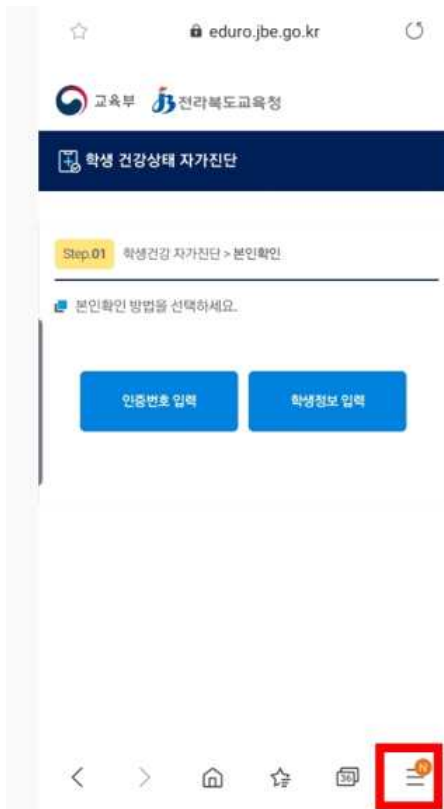 eduro.jbe.go.kr
교육부 전라북도교육청
학생 건강상태 자가진단
Step.01 학생건강 자가진단 > 본인확인
본인확인 방법을 선택하세요.
인증번호 입력 학생정보 입력
36 N